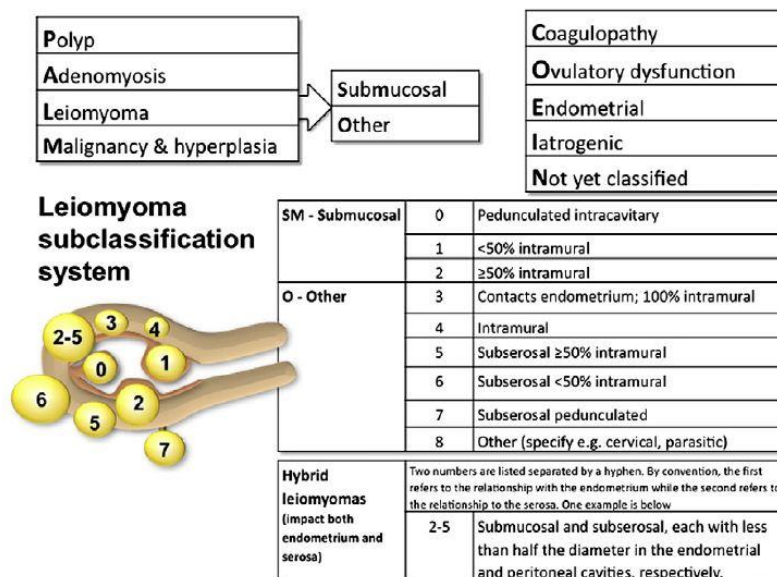 Polyp
Adenomyosis
Leiomyoma
Malignancy & hyperplasia
Submucosal
Other
Coagulopathy
Ovulatory dysfunction
Endometrial
Iatrogenic
Not yet classified
Leiomyoma
subclassification
system
SM - Submucosal
0 Pedunculated intracavitary
1 <50% intramural
2 ≥50% intramural
O - Other
3 Contacts endometrium; 100% intramural
4 Intramural
5 Subserosal ≥50% intramural
6 Subserosal <50% intramural
7 Subserosal pedunculated
8 Other (specify e.g. cervical, parasitic)
Hybrid
leiomyomas
(impact both
endometrium and
serosa)
Two numbers are listed separated by a hyphen. By convention, the first
refers to the relationship with the endometrium while the second refers to
the relationship to the serosa. One example is below
2-5 Submucosal and subserosal, each with less
than half the diameter in the endometrial
and peritoneal cavities, respectively.
3
4
2-5
0
1
6
2
5
7